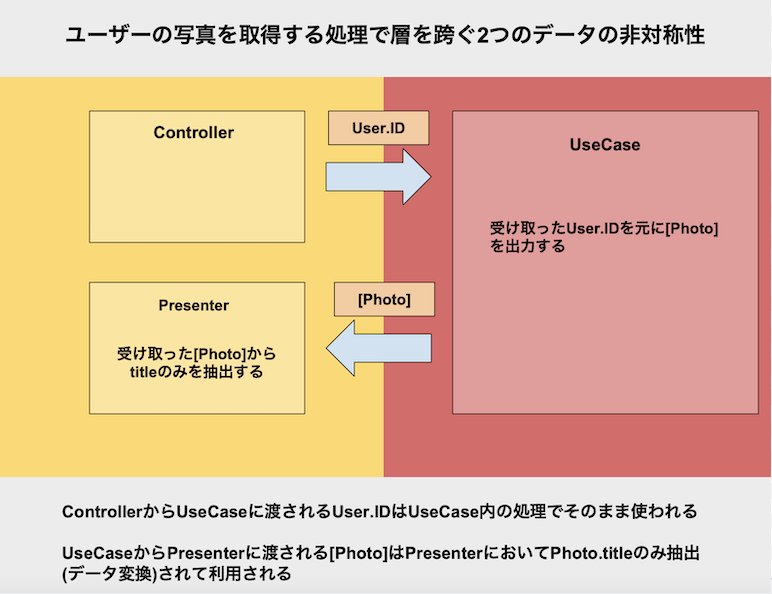 ユーザーの写真を取得する処理で層を跨ぐ2つのデータの非対称性
Controller
User.ID
UseCase
受け取ったUser.IDを元に[Photo]
を出力する
Presenter
[Photo]
受け取った[Photo]から
titleのみを抽出する
ControllerからUseCaseに渡されるUser.IDはUseCase内の処理でそのまま使われる
UseCaseからPresenterに渡される[Photo]はPresenterにおいてPhoto.titleのみ抽出
(データ変換)されて利用される